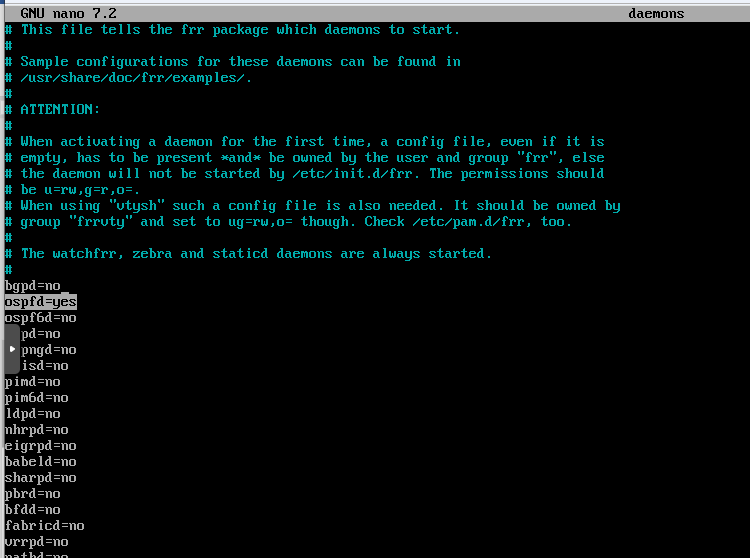 GNU nano 7.2 daemons
# This file tells the frr package which daemons to start.
#
# Sample configurations for these daemons can be found in
# /usr/share/doc/frr/examples/.
#
# ATTENTION:
#
# When activating a daemon for the first time, a config file, even if it is
# empty, has to be present *and* be owned by the user and group "frr", else
# the daemon will not be started by /etc/init.d/frr. The permissions should
# be u=rw,g=r,o=.
# When using "vtysh" such a config file is also needed. It should be owned by
# group "frrvty" and set to ug=rw,o= though. Check /etc/pam.d/frr, too.
#
# The watchfrr, zebra and staticd daemons are always started.
#
bgpd=no
ospfd=yes
ospf6d=no
pd=no
pngd=no
isd=no
pimd=no
pim6d=no
ldpd=no
nhrpd=no
eigrpd=no
babeld=no
sharpd=no
pbrd=no
bfdd=no
fabricd=no
vrrpd=no